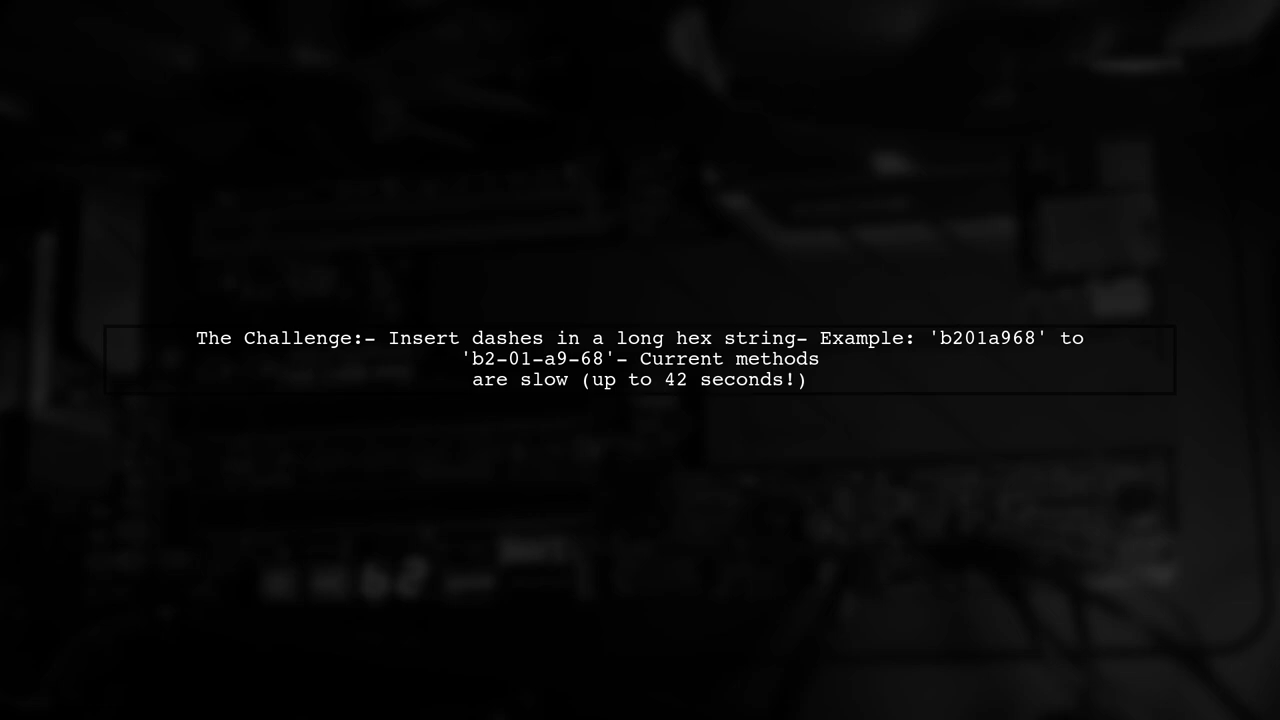 The Challenge:- Insert dashes in a long hex string- Example: 'b201a968' to
'b2-01-a9-68'- Current methods
are slow (up to 42 seconds!)